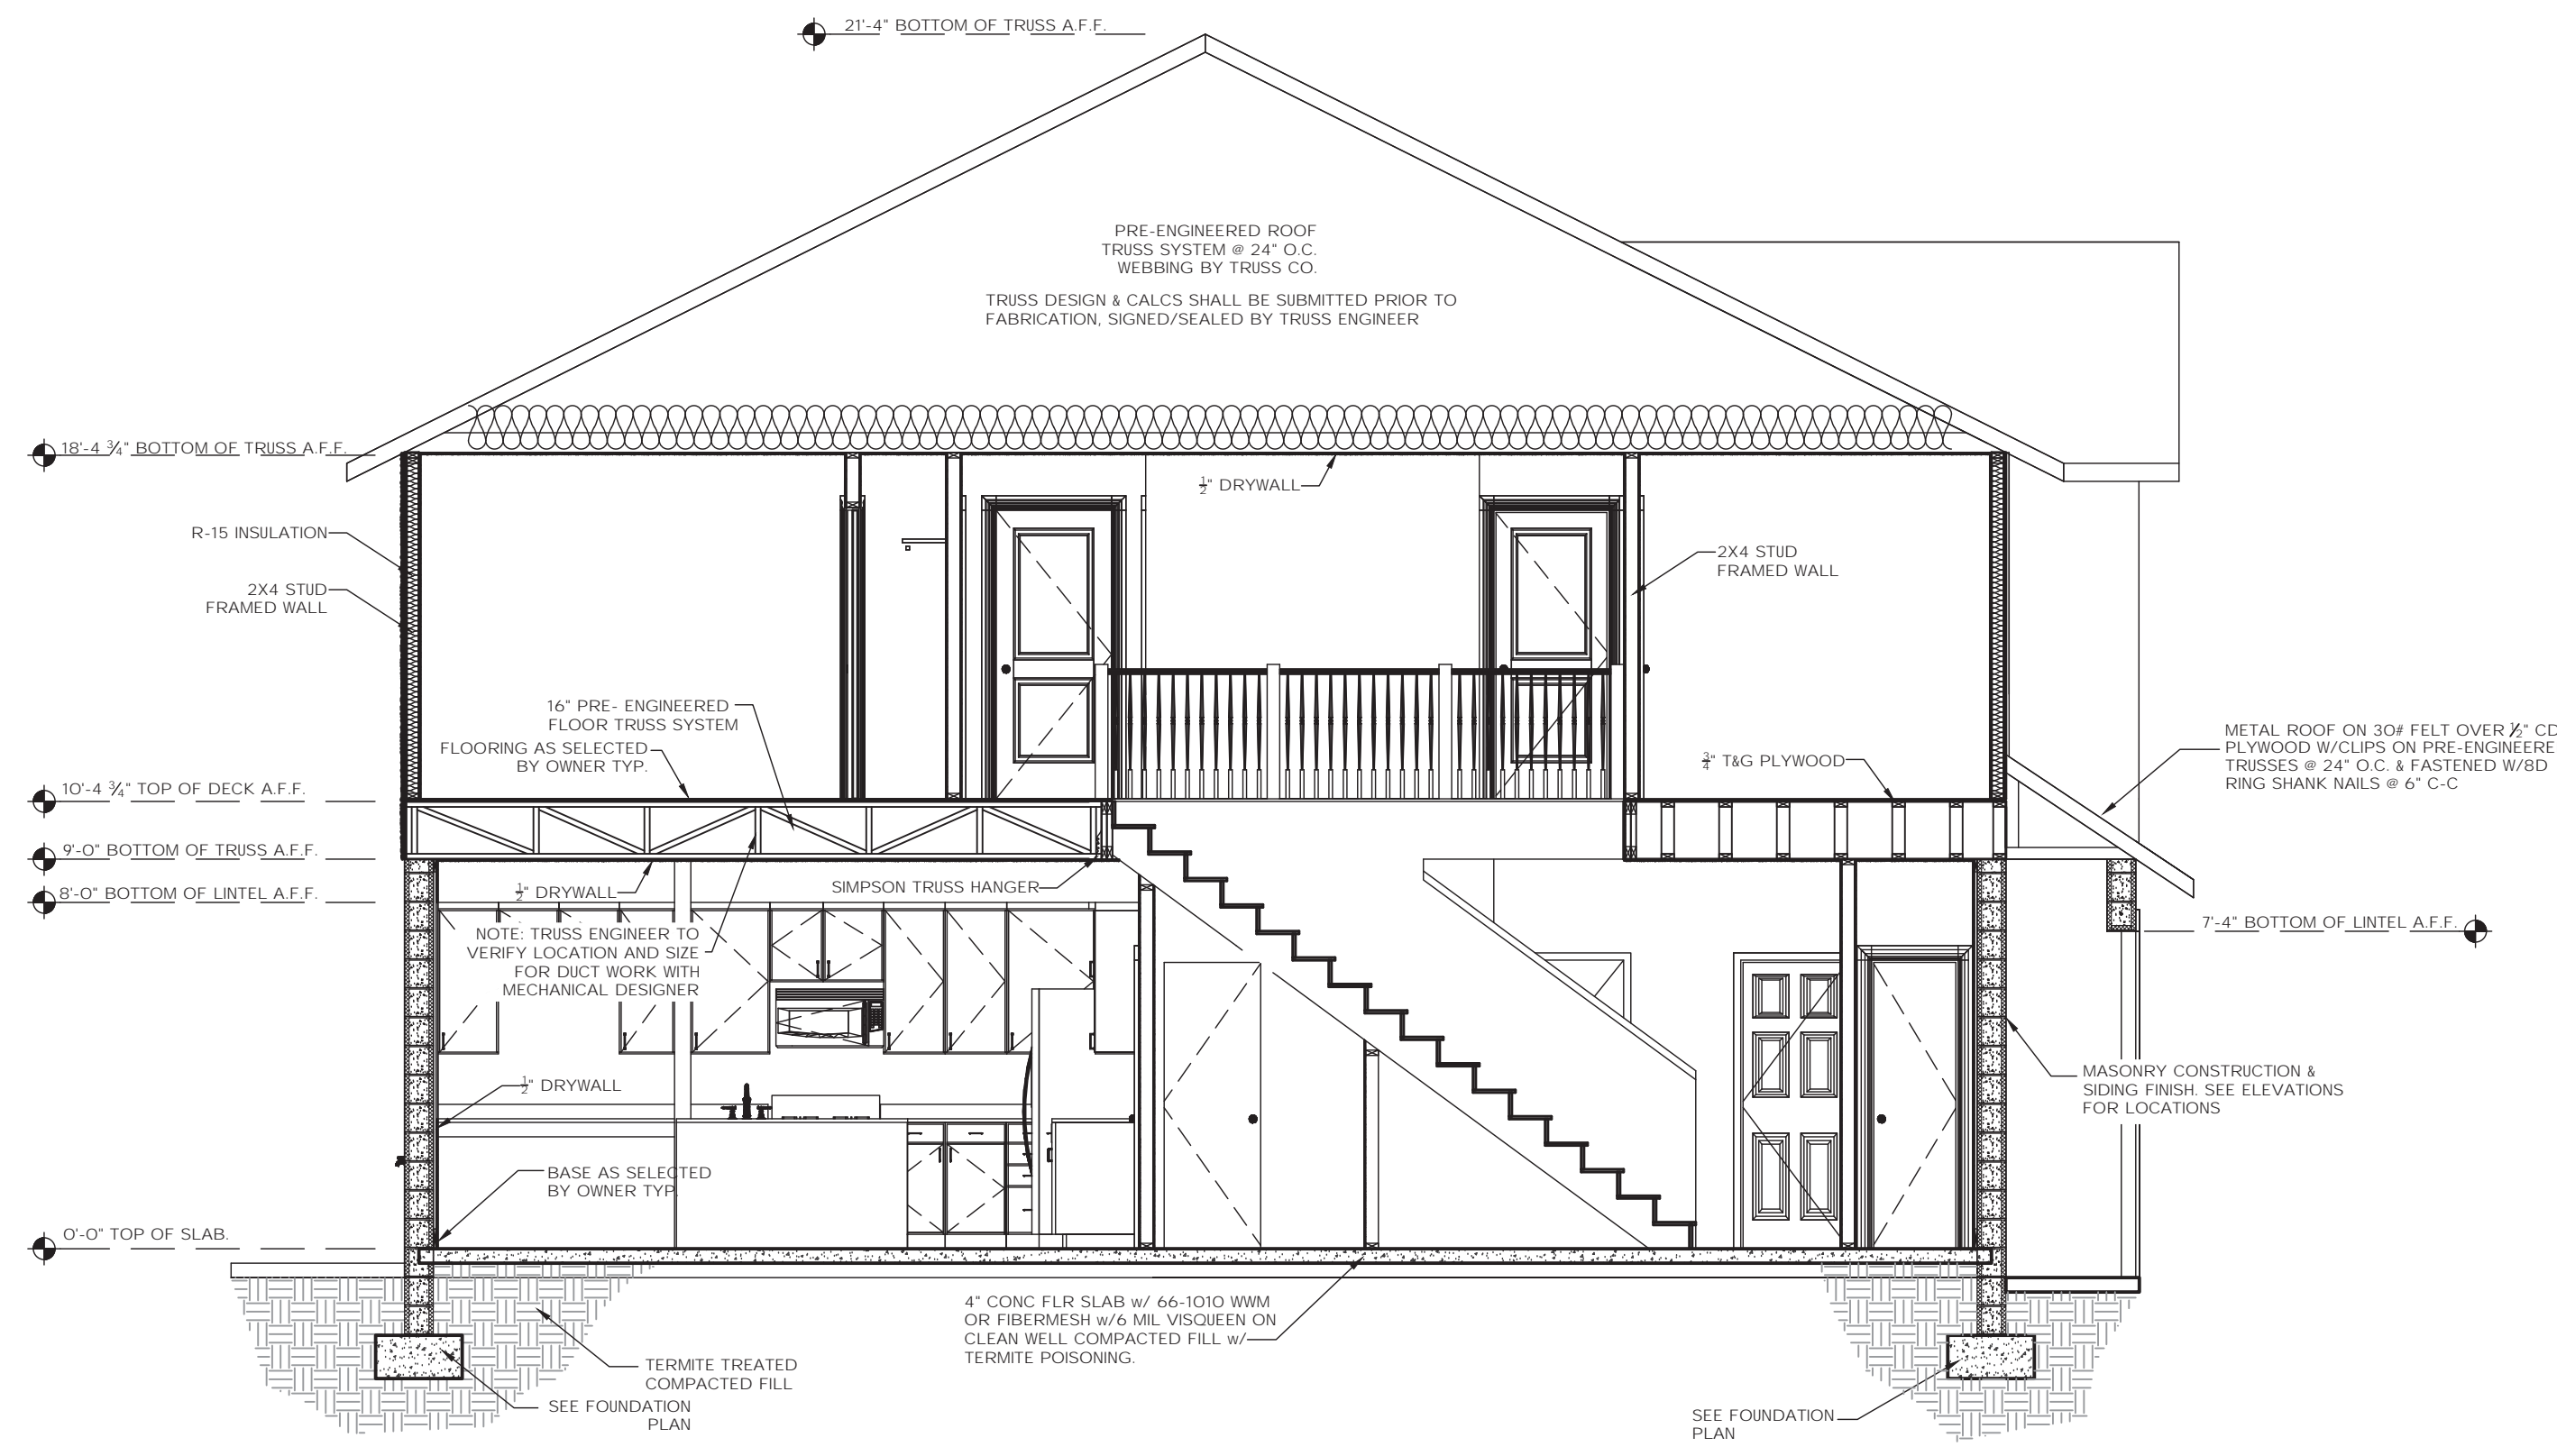 21'-4" BOTTOM OF TRUSS A.F.F.
PRE-ENGINEERED ROOF
TRUSS SYSTEM @ 24" O.C.
WEBBING BY TRUSS CO.
TRUSS DESIGN & CALCS SHALL BE SUBMITTED PRIOR TO
FABRICATION, SIGNED/SEALED BY TRUSS ENGINEER
18'-4 ¾" BOTTOM OF TRUSS A.F.F.
½" DRYWALL
R-15 INSULATION
2X4 STUD
FRAMED WALL
2X4 STUD
FRAMED WALL
16" PRE- ENGINEERED
FLOOR TRUSS SYSTEM
FLOORING AS SELECTED
BY OWNER TYP.
¾" T&G PLYWOOD
METAL ROOF ON 30# FELT OVER ½" CD
PLYWOOD W/CLIPS ON PRE-ENGINEERE
TRUSSES @ 24" O.C. & FASTENED W/8D
RING SHANK NAILS @ 6" C-C
10'-4 ¾" TOP OF DECK A.F.F.
9'-0" BOTTOM OF TRUSS A.F.F.
8'-0" BOTTOM OF LINTEL A.F.F.
½" DRYWALL
SIMPSON TRUSS HANGER
7'-4" BOTTOM OF LINTEL A.F.F.
NOTE: TRUSS ENGINEER TO
VERIFY LOCATION AND SIZE
FOR DUCT WORK WITH
MECHANICAL DESIGNER
½" DRYWALL
MASONRY CONSTRUCTION &
SIDING FINISH. SEE ELEVATIONS
FOR LOCATIONS
BASE AS SELECTED
BY OWNER TYP.
0'-0" TOP OF SLAB.
4" CONC FLR SLAB w/ 66-1010 WWM
OR FIBERMESH w/6 MIL VISQUEEN ON
CLEAN WELL COMPACTED FILL w/
TERMITE POISONING.
TERMITE TREATED
COMPACTED FILL
SEE FOUNDATION
PLAN
SEE FOUNDATION
PLAN